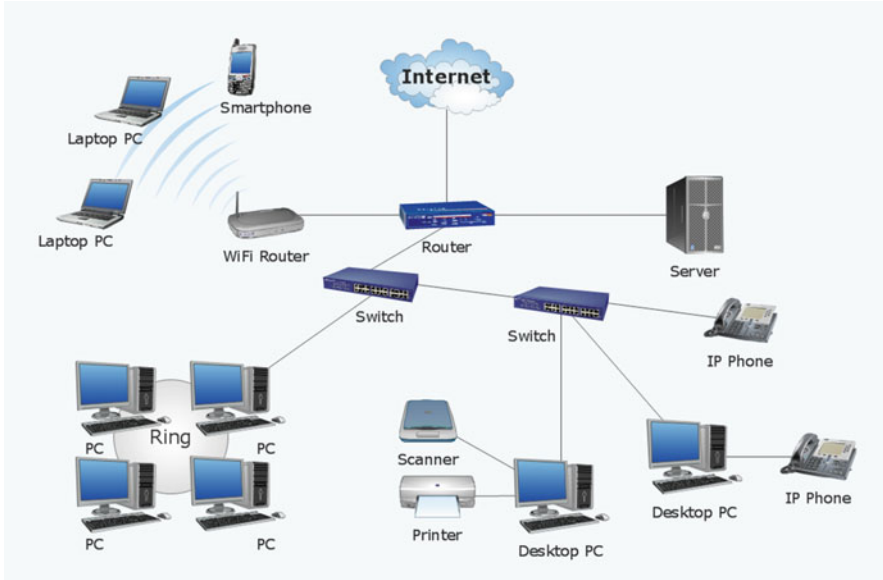 Internet
Smartphone
Laptop PC
Laptop PC
WiFi Router
Router
Server
Switch
Switch
IP Phone
PC
Ring
PC
Scanner
Printer
Desktop PC
Desktop PC
IP Phone
PC
PC